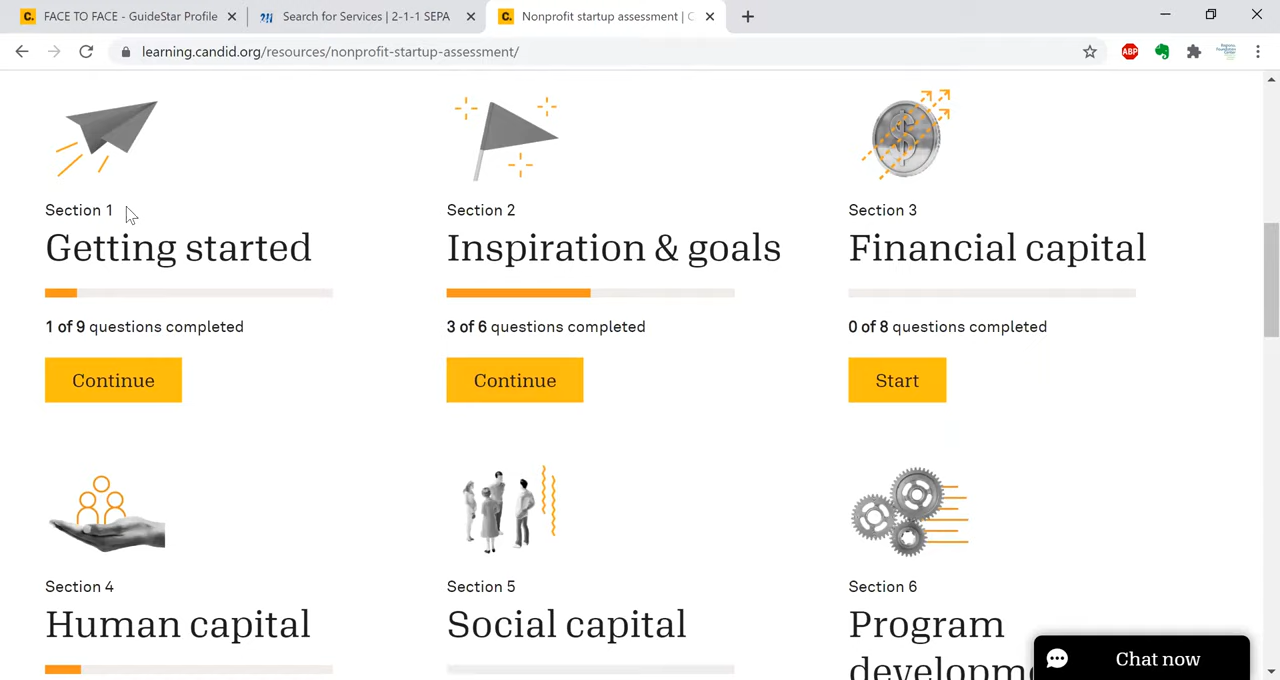 FACE TO FACE - GuideStar Profile
Search for Services | 2-1-1 SEPA
Nonprofit startup assessment | C
learning.candid.org/resources/nonprofit-startup-assessment/
ABP
Section 1
Getting started
1 of 9 questions completed
Continue
Section 2
Inspiration & goals
3 of 6 questions completed
Continue
Section 3
Financial capital
0 of 8 questions completed
Start
Section 4
Human capital
Section 5
Social capital
Section 6
Program
developm
Chat now